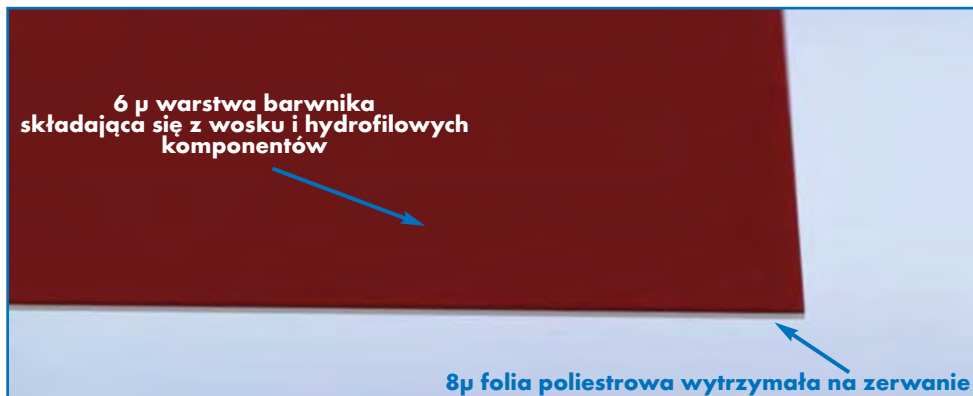 6 µ warstwa barwnika
składająca się z wosku i hydrofilowych
komponentów
8µ folia poliestrowa wytrzymała na zerwanie